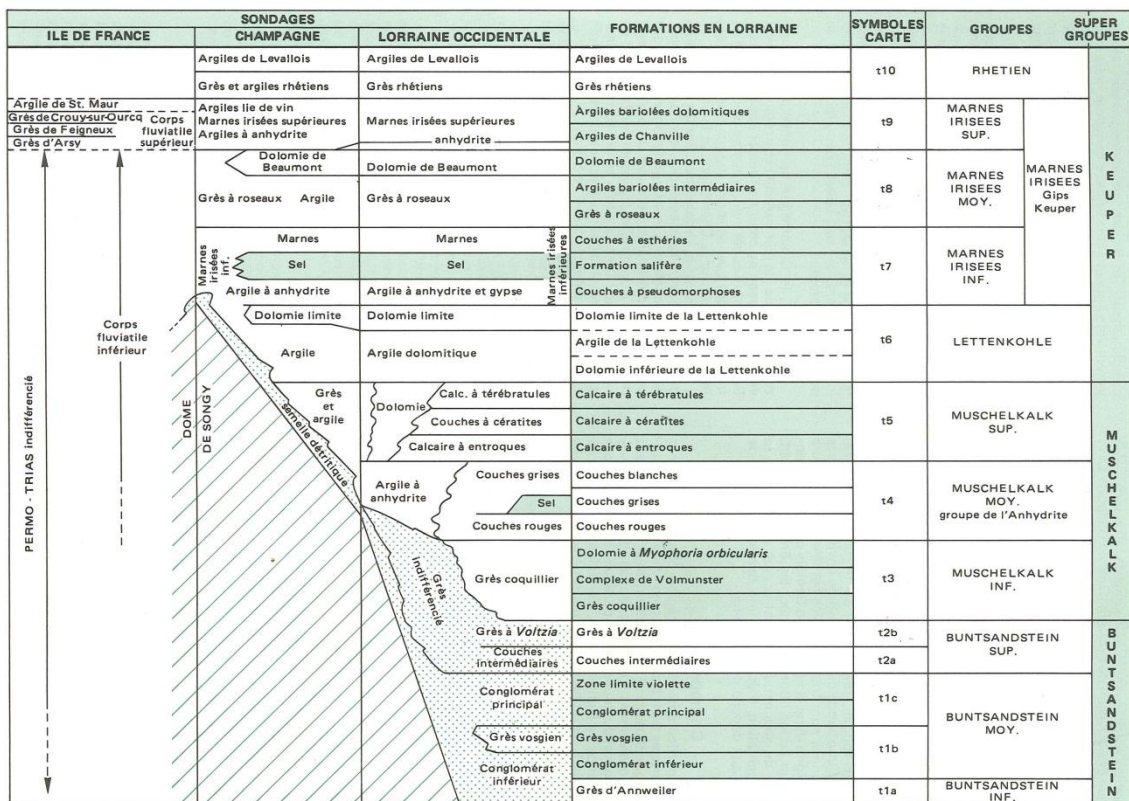 SONDAGES
FORMATIONS EN LORRAINE
SYMBOLES
CARTE
GROUPES
SUPER
GROUPES
ILE DE FRANCE
CHAMPAGNE
LORRAINE OCCIDENTALE
Argiles de Levallois
Argiles de Levallois
Argiles de Levallois
t10
RHETIEN
Grès et argiles rhétiens
Grès rhétiens
Grès rhétiens
Argile de St. Maur
Grès de Crouy-sur-Ourcq
Grès de Feigneux
Grès d'Arsy
Corps
fluviatile
supérieur
Argiles lie de vin
Marnes irisées supérieures
Argiles à anhydrite
Marnes irisées supérieures
anhydrite
Argiles bariolées dolomitiques
Argiles de Chanville
t9
MARNES
IRISEES
SUP.
Dolomie de
Beaumont
Dolomie de Beaumont
Dolomie de Beaumont
Grès à roseaux Argile
Grès à roseaux
Argiles bariolées intermédiaires
Grès à roseaux
t8
MARNES
IRISEES
MOY.
MARNES
IRISEES
Gips
Keuper
KEUPER
Marnes
irisées
inf.
Marnes
Sel
Argile à anhydrite
Marnes
Sel
Argile à anhydrite et gypse
Marnes irisées
inférieures
Couches à esthéries
Formation salifère
Couches à pseudomorphoses
t7
MARNES
IRISEES
INF.
Dolomie limite
Dolomie limite
Dolomie limite de la Lettenkohle
Argile
Argile dolomitique
Argile de la Lettenkohle
Dolomie inférieure de la Lettenkohle
t6
LETTENKOHLE
PERMO - TRIAS indifférencié
Corps
fluviatile
inférieur
DOME
DE SONGY
semelle détritique
Grès
et
argile
Dolomie
Calc. à térébratules
Couches à cératites
Calcaire à entroques
Calcaire à térébratules
Calcaire à cératites
Calcaire à entroques
t5
MUSCHELKALK
SUP.
MUSCHELKALK
Argile à
anhydrite
Couches grises
Sel
Couches rouges
Couches blanches
Couches grises
Couches rouges
t4
MUSCHELKALK
MOY.
groupe de l'Anhydrite
Grès
indifférencié
Grès coquillier
Dolomie à Myophoria orbicularis
Complexe de Volmunster
Grès coquillier
t3
MUSCHELKALK
INF.
Grès à Voltzia
Grès à Voltzia
t2b
Couches
intermédiaires
Couches intermédiaires
t2a
BUNTSANDSTEIN
SUP.
BUNTSANDSTEIN
Conglomérat
principal
Zone limite violette
Conglomérat principal
t1c
Grès vosgien
Grès vosgien
t1b
BUNTSANDSTEIN
MOY.
Conglomérat
inférieur
Conglomérat inférieur
Grès d'Annweiler
t1a
BUNTSANDSTEIN
INF.